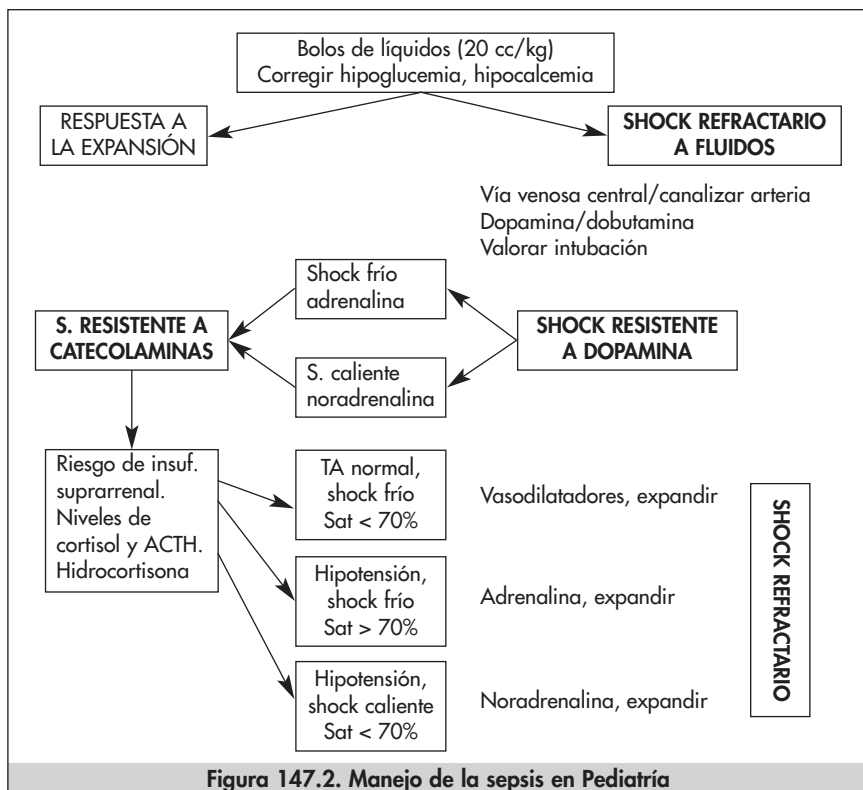 Bolos de líquidos (20 cc/kg)
Corregir hipoglucemia, hipocalcemia
RESPUESTA A
LA EXPANSIÓN
SHOCK REFRACTARIO
A FLUIDOS
Vía venosa central/canalizar arteria
Dopamina/dobutamina
Valorar intubación
Shock frío
adrenalina
S. RESISTENTE A
CATECOLAMINAS
SHOCK RESISTENTE
A DOPAMINA
S. caliente
noradrenalina
Riesgo de insuf.
suprarrenal.
Niveles de
cortisol y ACTH.
Hidrocortisona
TA normal,
shock frío
Sat < 70%
Vasodilatadores, expandir
Hipotensión,
shock frío
Sat > 70%
Adrenalina, expandir
Hipotensión,
shock caliente
Sat < 70%
Noradrenalina, expandir
SHOCK REFRACTARIO
Figura 147.2. Manejo de la sepsis en Pediatría